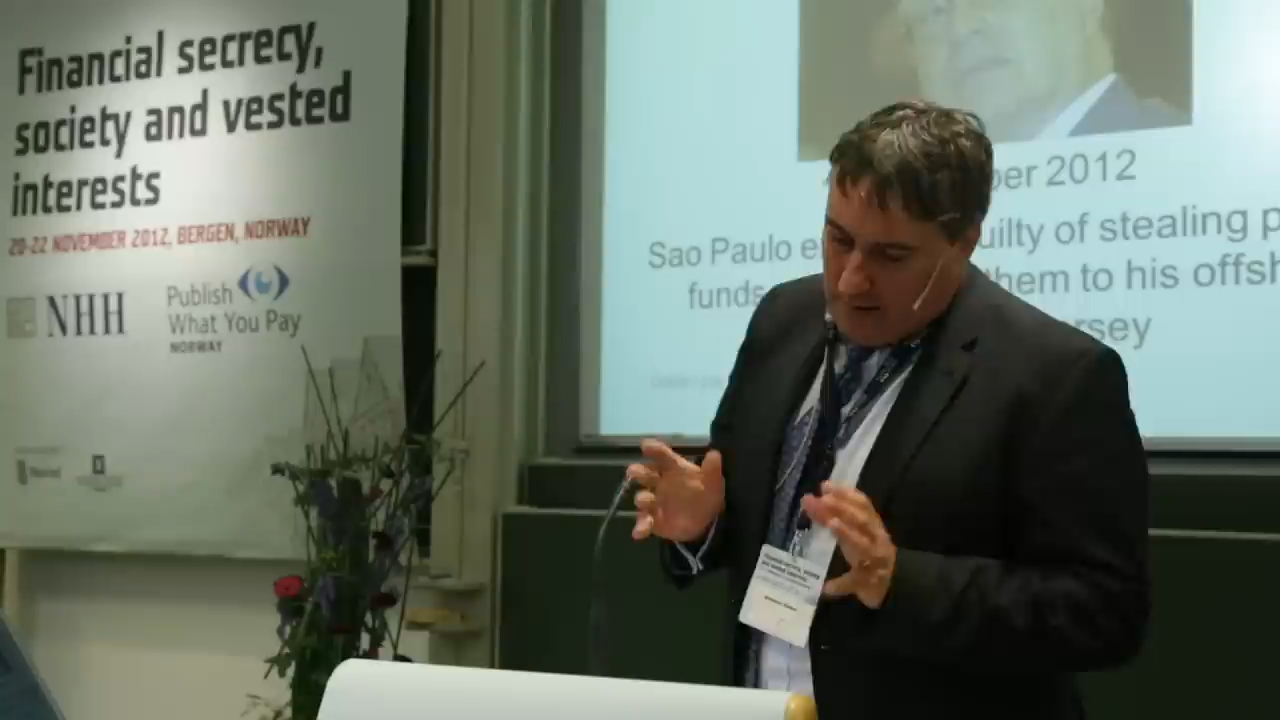 Financial secrecy,
society and vested
interests
20-22 NOVEMBER 2012, BERGEN, NORWAY
NHH
Publish
What You Pay
NORWAY
ber 2012
Sao Paulo e uilty of stealing p
funds them to his offsh
rsey